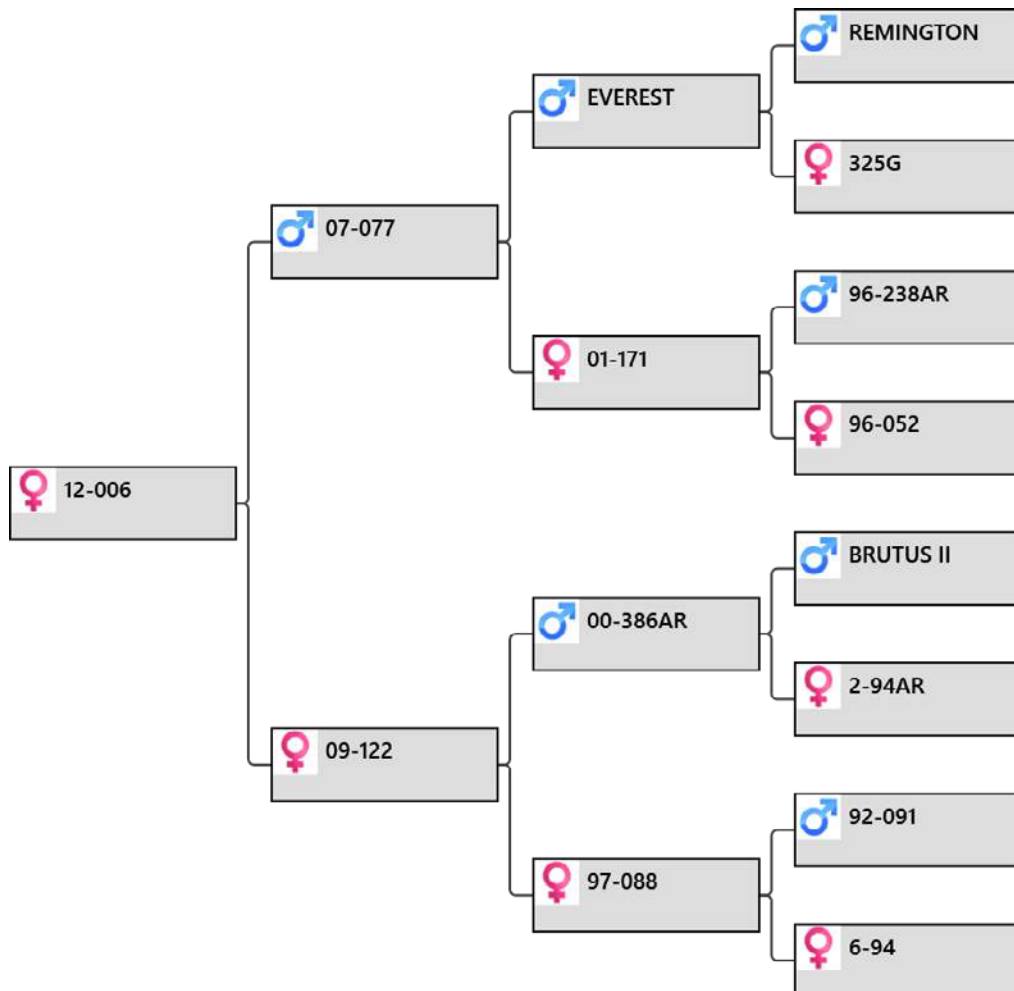 REMINGTON
EVEREST
325G
07-077
96-238AR
01-171
96-052
12-006
BRUTUS II
00-386AR
2-94AR
09-122
92-091
97-088
6-94